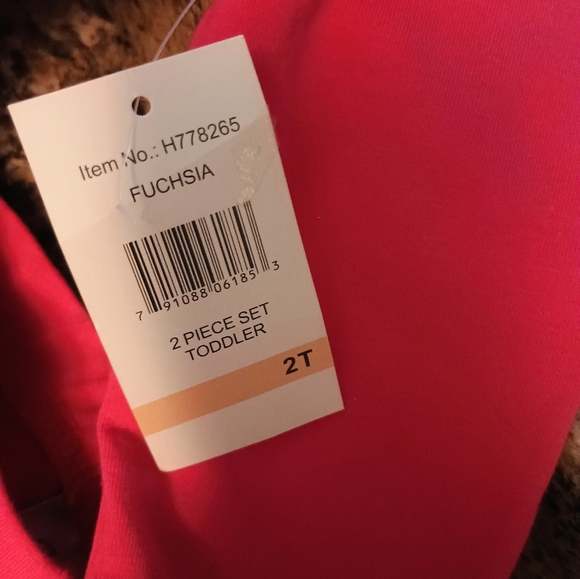 Item No.: H778265
FUCHSIA
7 91088 06185 3
2 PIECE SET
TODDLER
2T